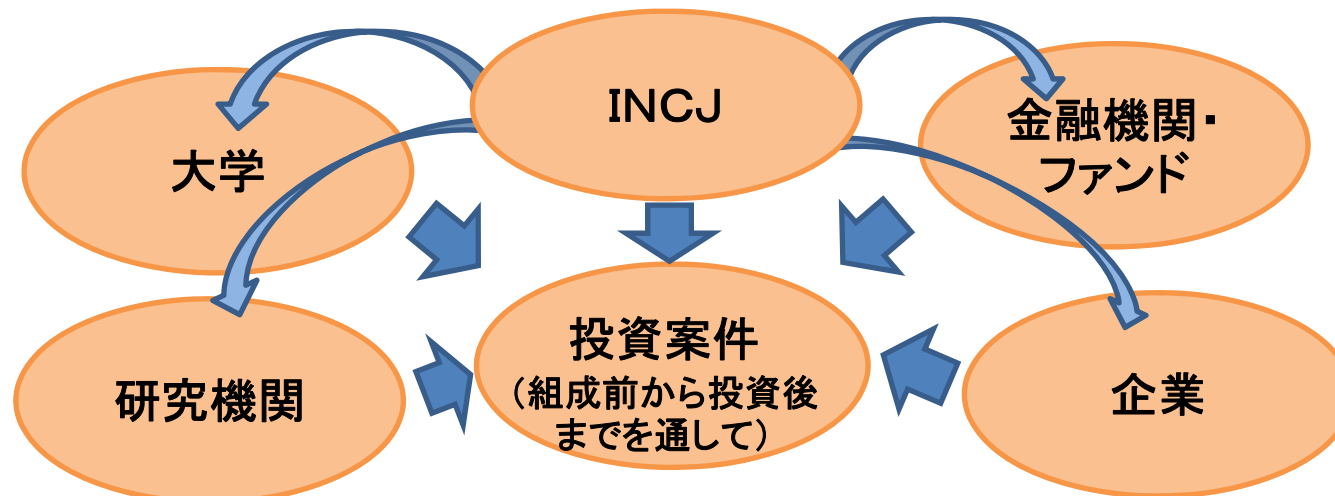 INCJ
大学
金融機関・
ファンド
研究機関
投資案件
（組成前から投資後
までを通して）
企業